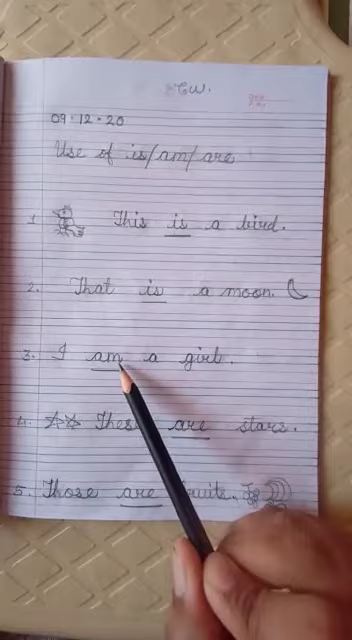 CW.
09.12.20
Use of is/am/are
1. This is a bird.
2. That is a moon.
3. I am a girl.
4. These are stars.
5. Those are fruits.